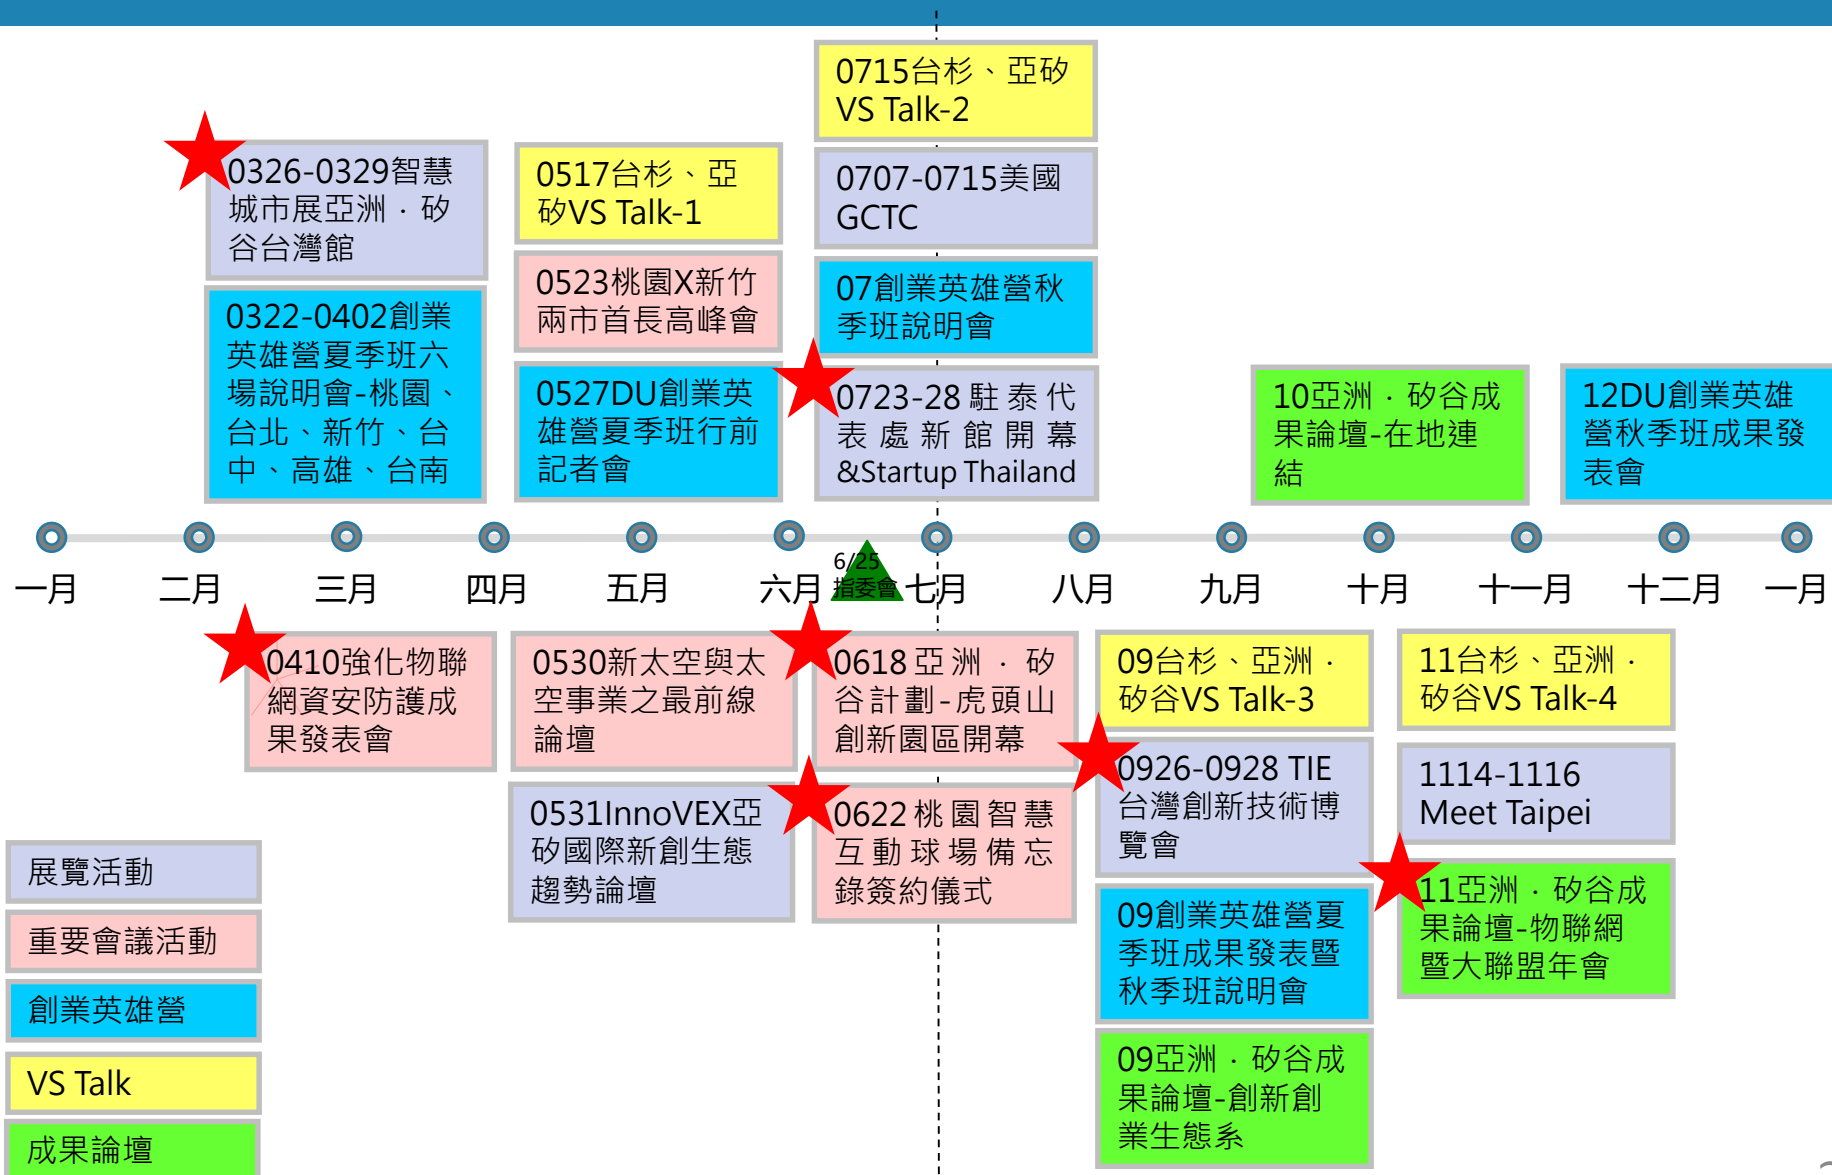 0715台杉、亞矽
VS Talk-2
0326-0329智慧
城市展亞洲．矽
谷台灣館
0517台杉、亞
矽VS Talk-1
0707-0715美國
GCTC
0523桃園X新竹
兩市首長高峰會
07創業英雄營秋
季班說明會
0322-0402創業
英雄營夏季班六
場說明會-桃園、
台北、新竹、台
中、高雄、台南
0527DU創業英
雄營夏季班行前
記者會
0723-28駐泰代
表處新館開幕
&Startup Thailand
10亞洲．矽谷成
果論壇-在地連
結
12DU創業英雄
營秋季班成果發
表會
6/25
指委會
一月 二月 三月 四月 五月 六月 七月 八月 九月 十月 十一月 十二月 一月
0410強化物聯
網資安防護成
果發表會
0530新太空與太
空事業之最前線
論壇
0618亞洲．矽
谷計劃-虎頭山
創新園區開幕
09台杉、亞洲．
矽谷VS Talk-3
11台杉、亞洲．
矽谷VS Talk-4
0531InnoVEX亞
矽國際新創生態
趨勢論壇
0622桃園智慧
互動球場備忘
錄簽約儀式
0926-0928 TIE
台灣創新技術博
覽會
1114-1116
Meet Taipei
09創業英雄營夏
季班成果發表暨
秋季班說明會
11亞洲．矽谷成
果論壇-物聯網
暨大聯盟年會
09亞洲．矽谷成
果論壇-創新創
業生態系
展覽活動
重要會議活動
創業英雄營
VS Talk
成果論壇